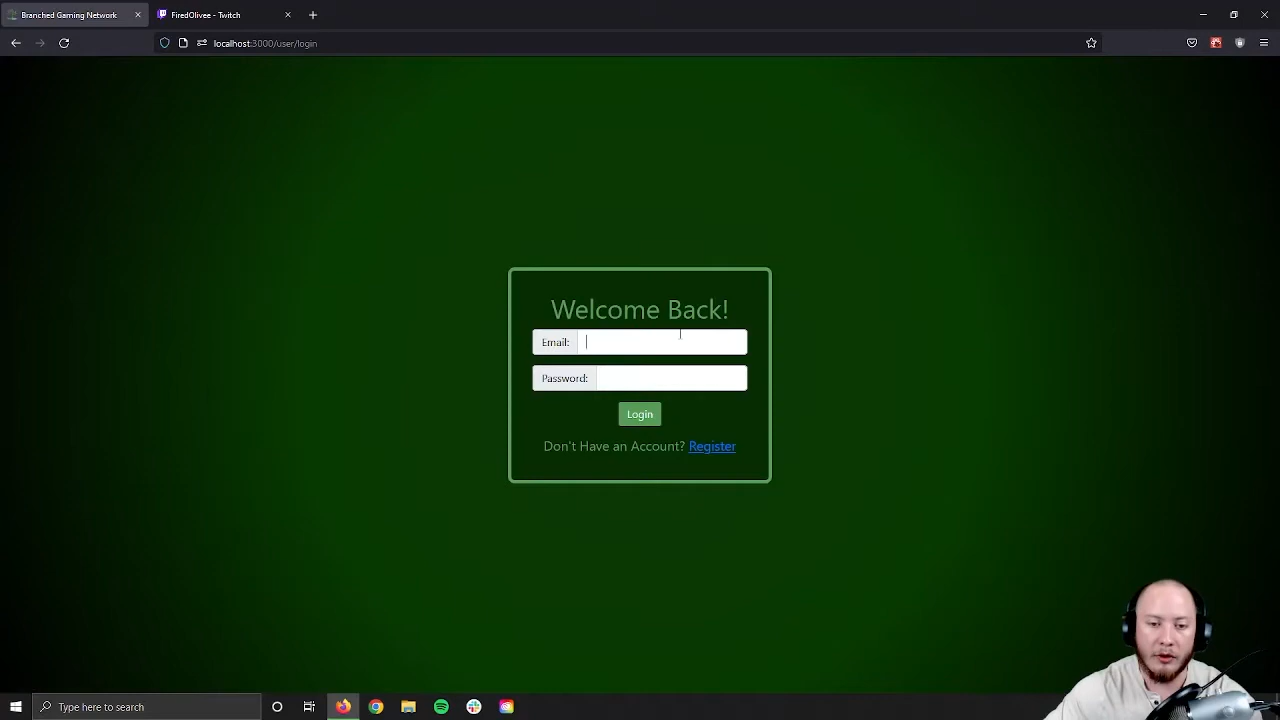 Branched Gaming Network
FiredOlivee - Twitch
localhost:3000/user/login
Welcome Back!
Email:
Password:
Login
Don't Have an Account? Register
Type here to search